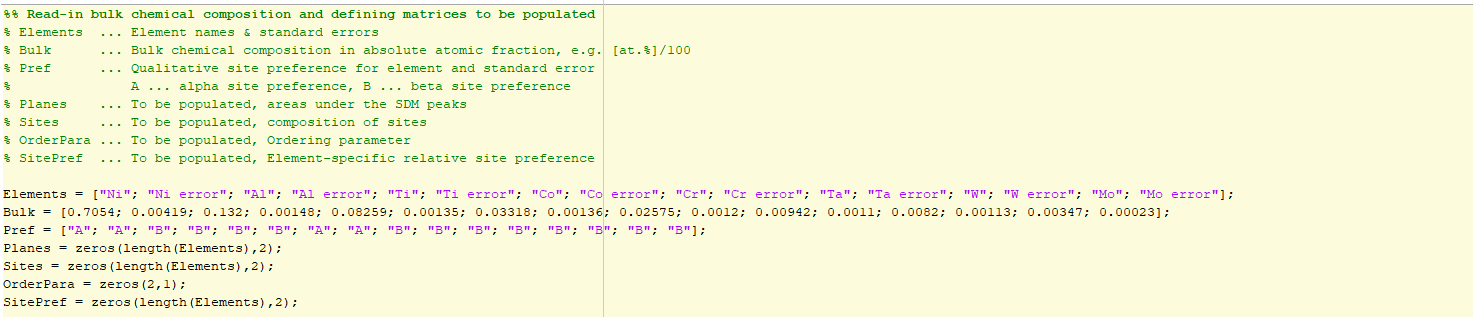 %% Read-in bulk chemical composition and defining matrices to be populated
% Elements  ... Element names & standard errors
% Bulk      ... Bulk chemical composition in absolute atomic fraction, e.g. [at.%]/100
% Pref      ... Qualitative site preference for element and standard error
%               A ... alpha site preference, B ... beta site preference
% Planes    ... To be populated, areas under the SDM peaks
% Sites     ... To be populated, composition of sites
% OrderPara ... To be populated, Ordering parameter
% SitePref  ... To be populated, Element-specific relative site preference
Elements = ["Ni"; "Ni error"; "Al"; "Al error"; "Ti"; "Ti error"; "Co"; "Co error"; "Cr"; "Cr error"; "Ta"; "Ta error"; "W"; "W error"; "Mo"; "Mo error"];
Bulk = [0.7054; 0.00419; 0.132; 0.00148; 0.08259; 0.00135; 0.03318; 0.00136; 0.02575; 0.0012; 0.00942; 0.0011; 0.0082; 0.00113; 0.00347; 0.00023];
Pref = ["A"; "A"; "B"; "B"; "B"; "B"; "A"; "A"; "B"; "B"; "B"; "B"; "B"; "B"; "B"; "B"];
Planes = zeros(length(Elements),2);
Sites = zeros(length(Elements),2);
OrderPara = zeros(2,1);
SitePref = zeros(length(Elements),2);